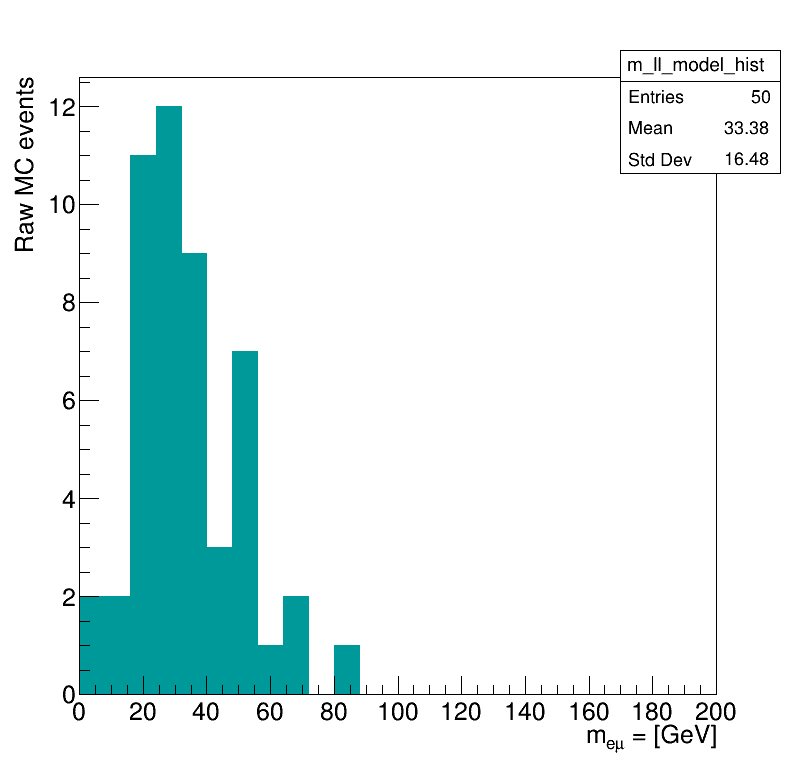 m_ll_model_hist
Entries 50
Mean 33.38
Std Dev 16.48
Raw MC events
12
10
8
6
4
2
0
0 20 40 60 80 100 120 140 160 180 200
m_eμ = [GeV]